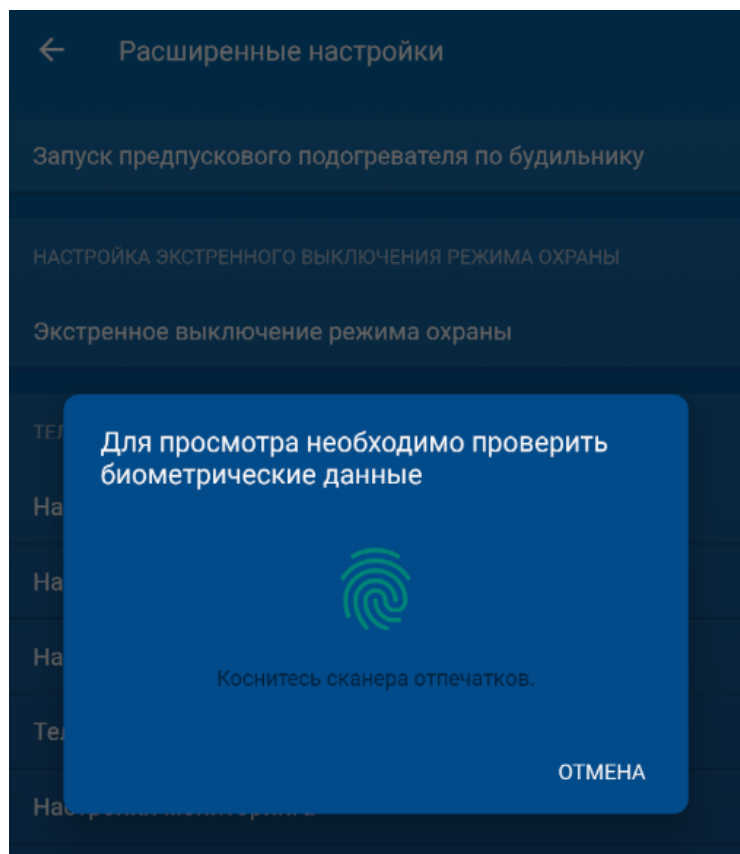 Расширенные настройки
Запуск предпускового подогревателя по будильнику
НАСТРОЙКА ЭКСТРЕННОГО ВЫКЛЮЧЕНИЯ РЕЖИМА ОХРАНЫ
Экстренное выключение режима охраны
Для просмотра необходимо проверить
биометрические данные
Коснитесь сканера отпечатков.
ОТМЕНА